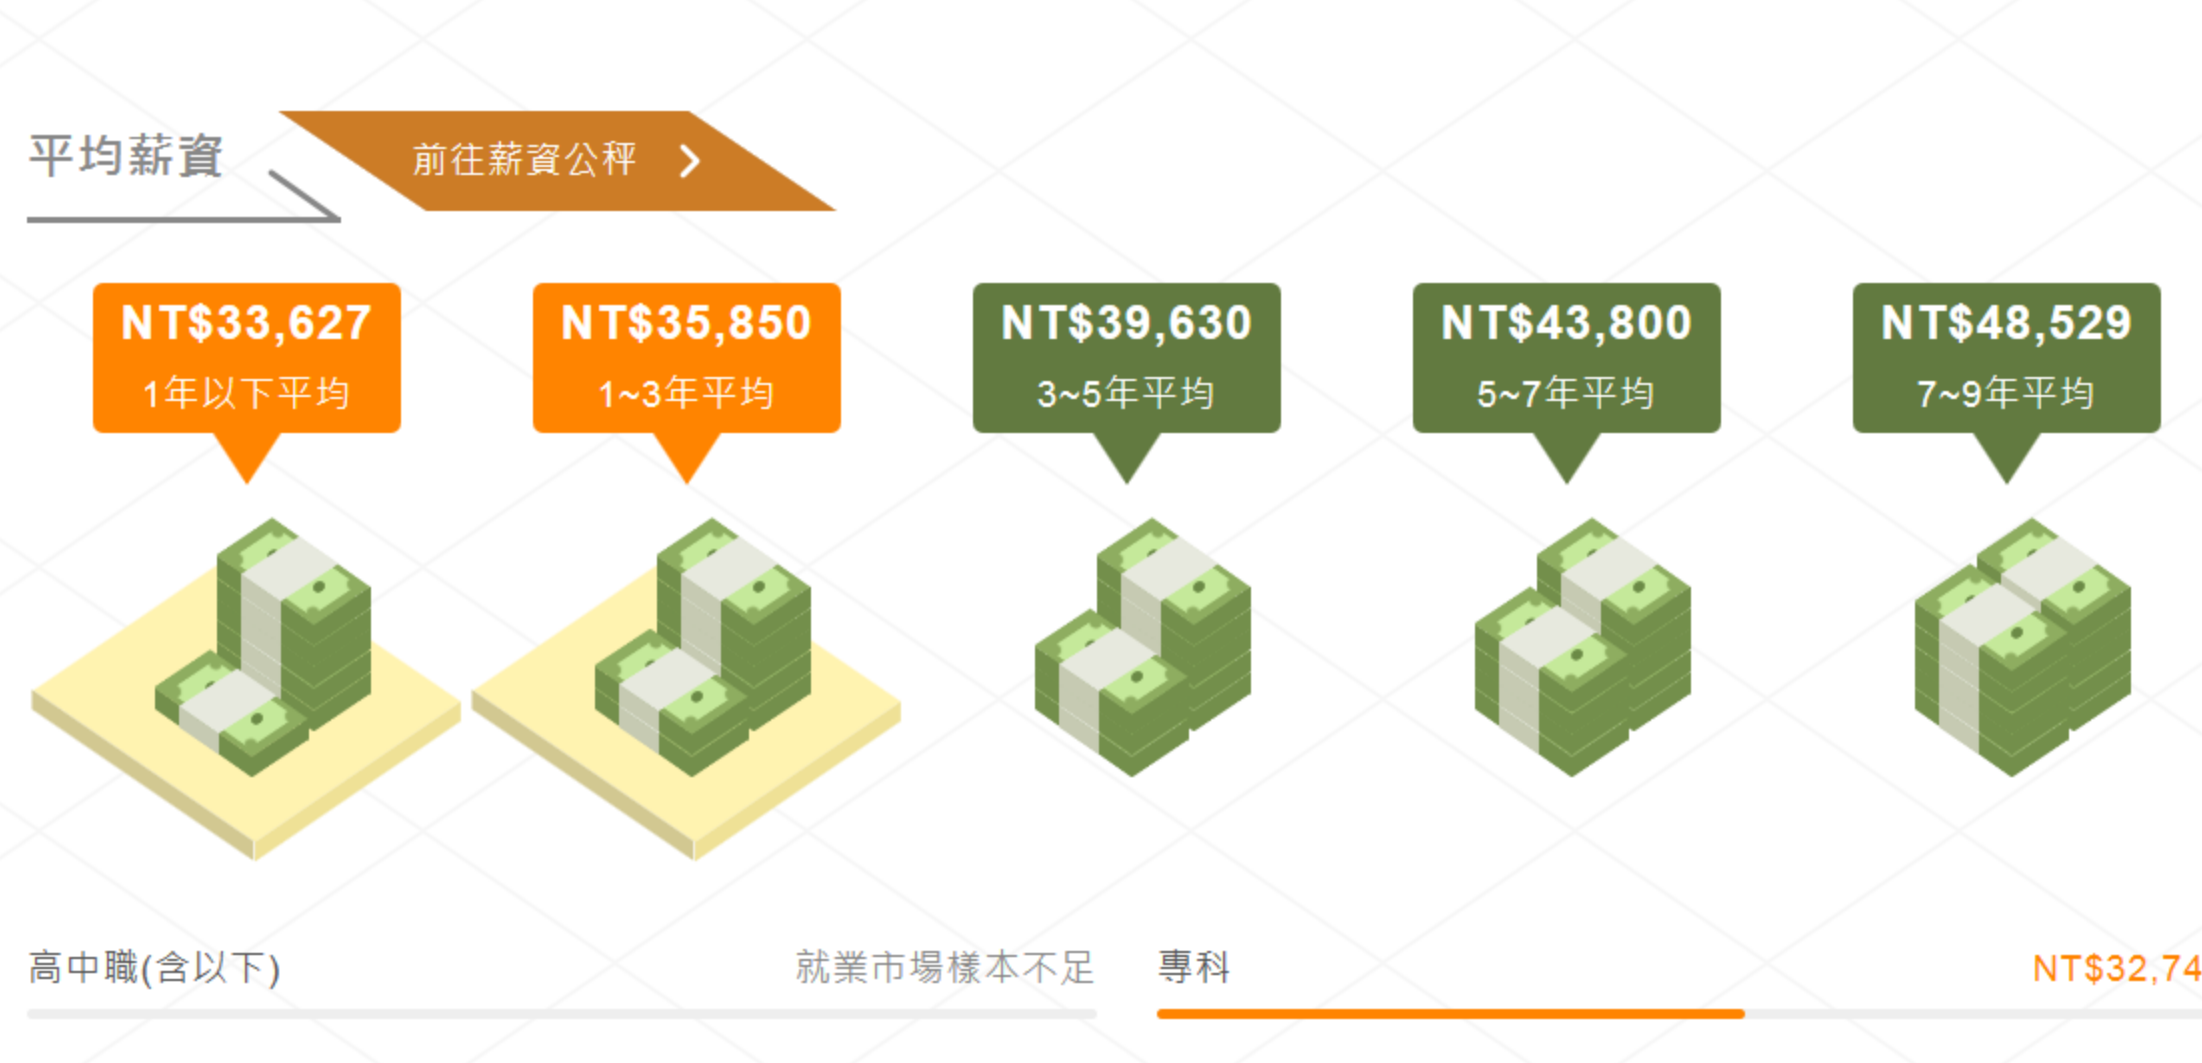 平均薪資
前往薪資公秤
NT$33,627
1年以下平均
NT$35,850
1~3年平均
NT$39,630
3~5年平均
NT$43,800
5~7年平均
NT$48,529
7~9年平均
高中職(含以下)
就業市場樣本不足
專科
NT$32,74